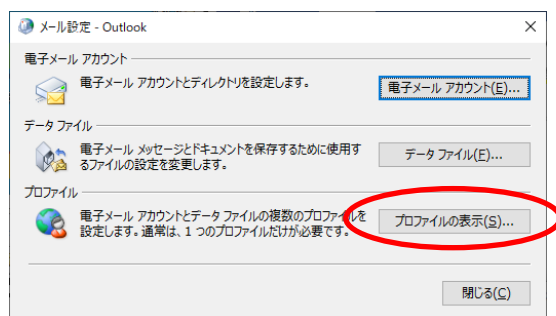 メール設定 - Outlook
電子メール アカウント
電子メール アカウントとディレクトリを設定します。
電子メール アカウント(E)...
データ ファイル
電子メール メッセージとドキュメントを保存するために使用す
るファイルの設定を変更します。
データ ファイル(F)...
プロファイル
電子メール アカウントとデータ ファイルの複数のプロファイルを
設定します。通常は、1 つのプロファイルだけが必要です。
プロファイルの表示(S)...
閉じる(C)